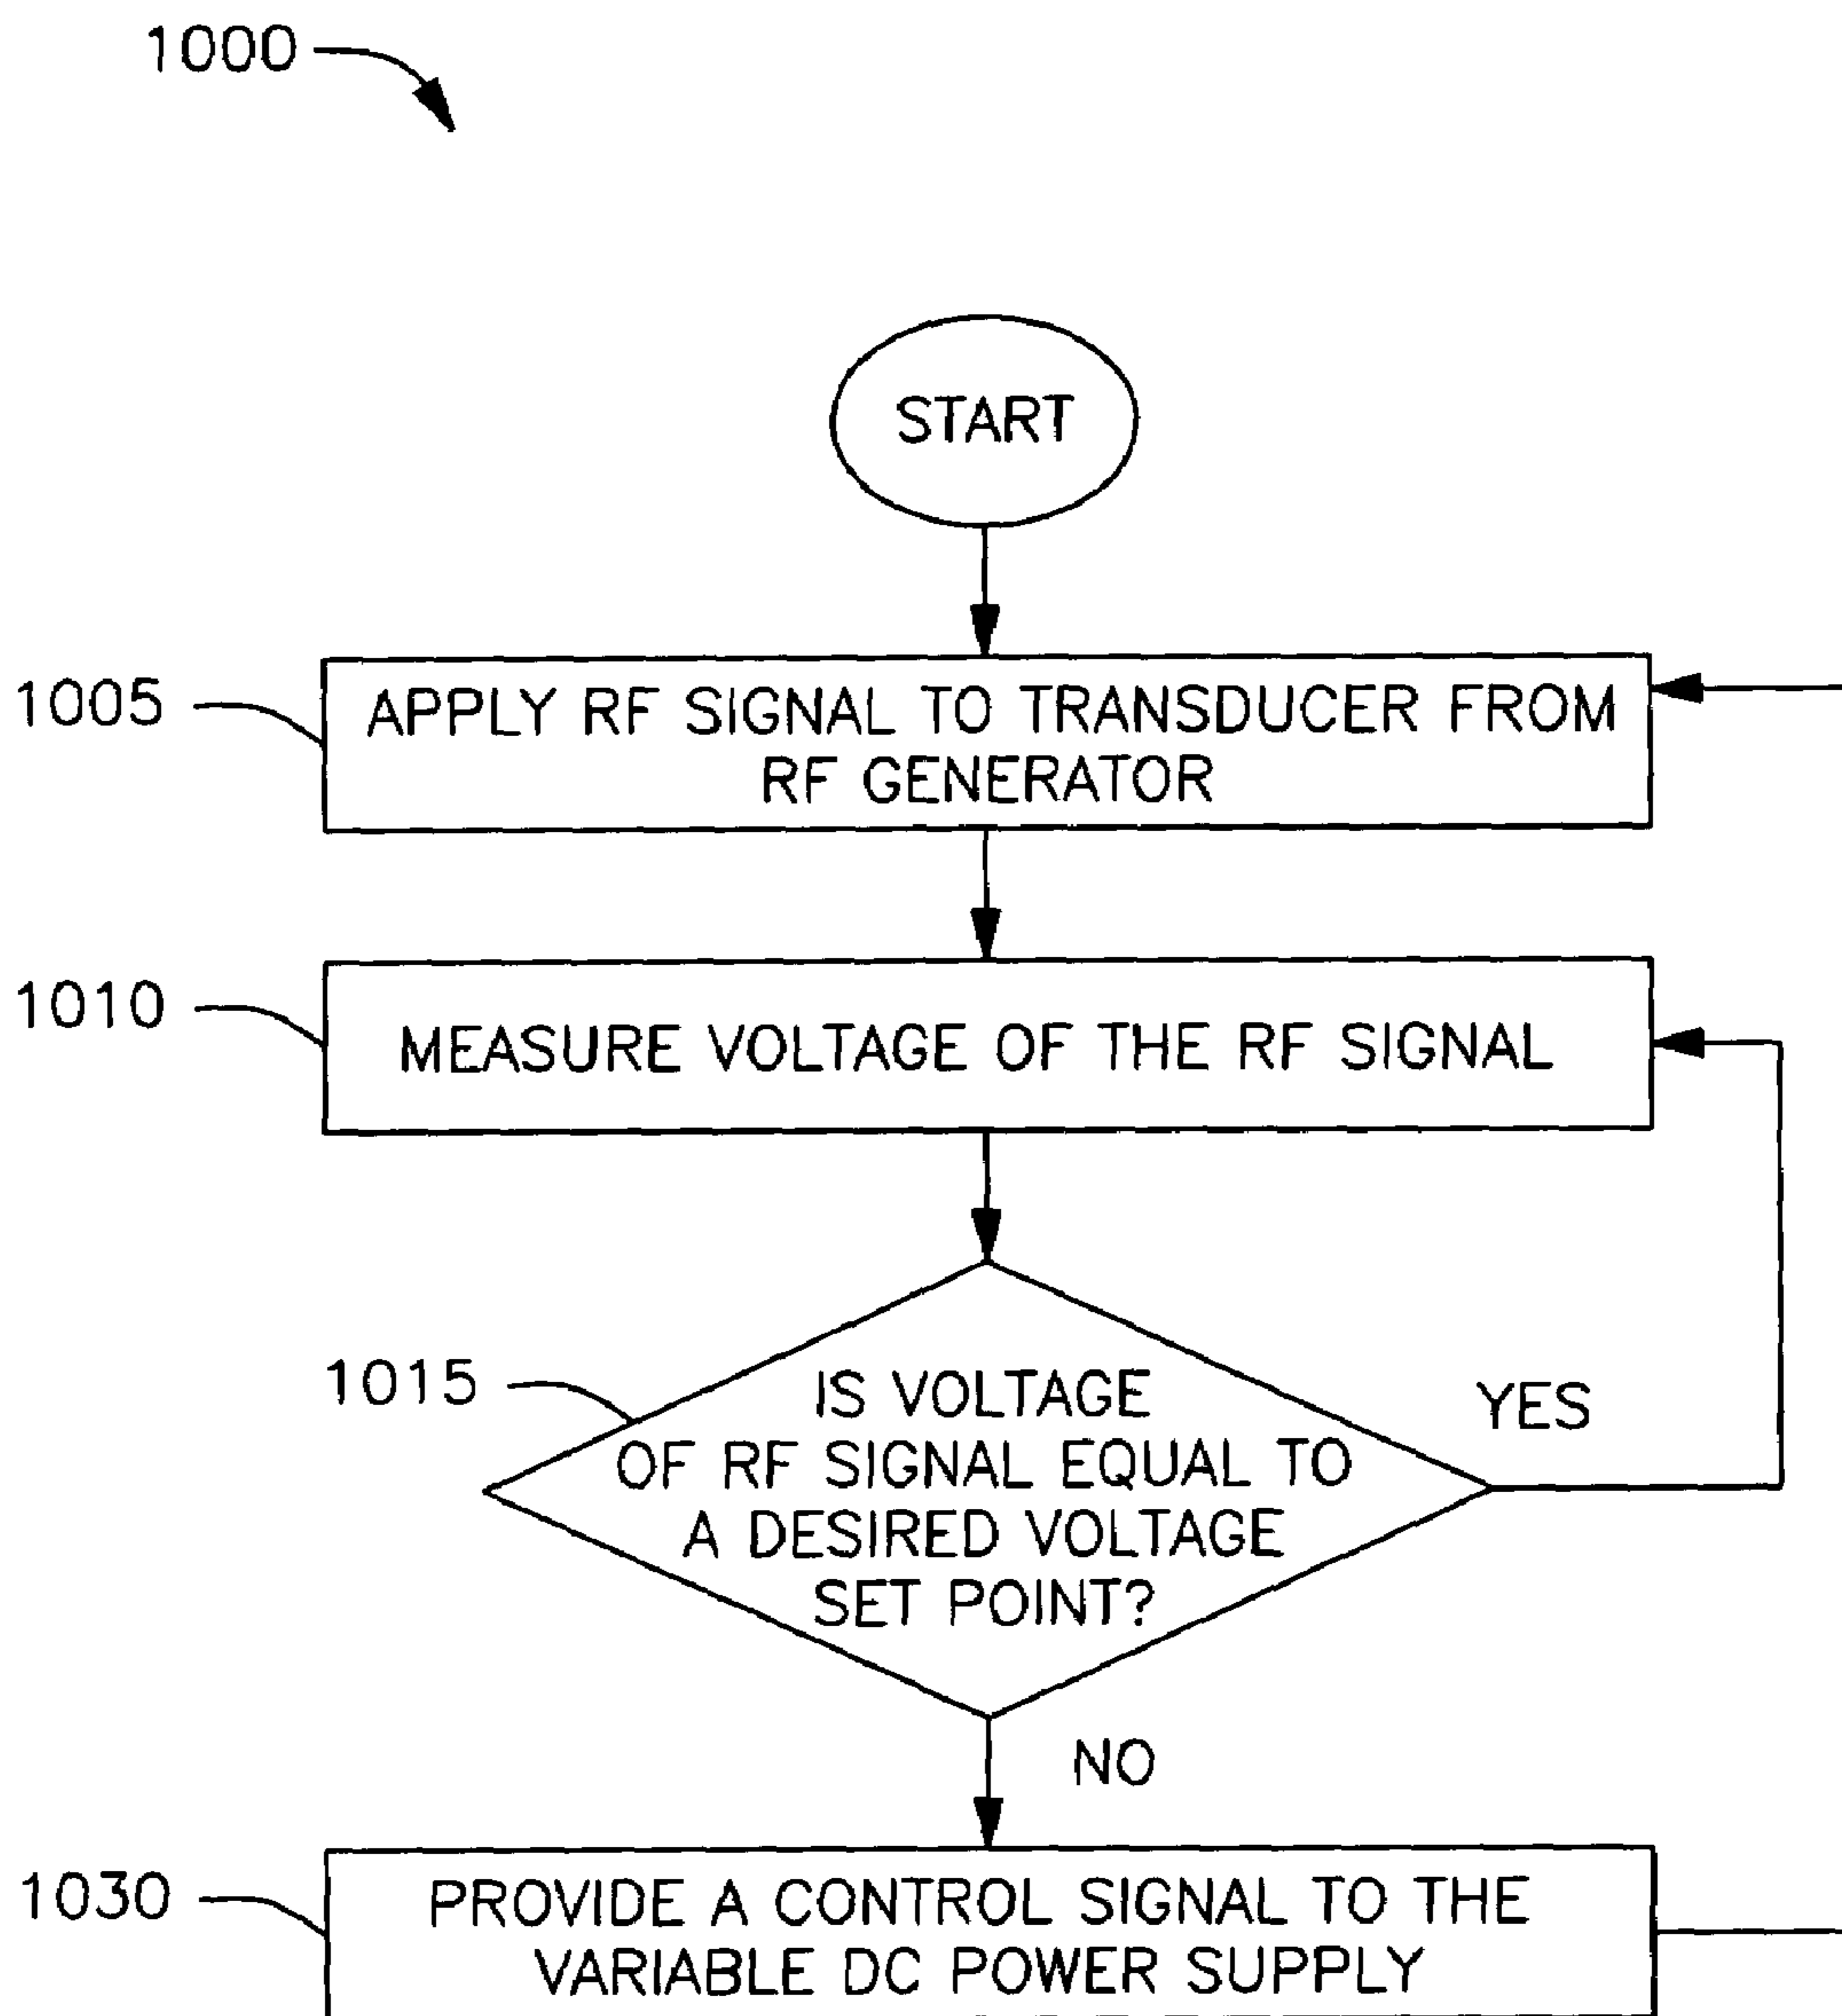 1000
START
1005
APPLY RF SIGNAL TO TRANSDUCER FROM
RF GENERATOR
1010
MEASURE VOLTAGE OF THE RF SIGNAL
1015
IS VOLTAGE
OF RF SIGNAL EQUAL TO
A DESIRED VOLTAGE
SET POINT?
YES
NO
1030
PROVIDE A CONTROL SIGNAL TO THE
VARIABLE DC POWER SUPPLY